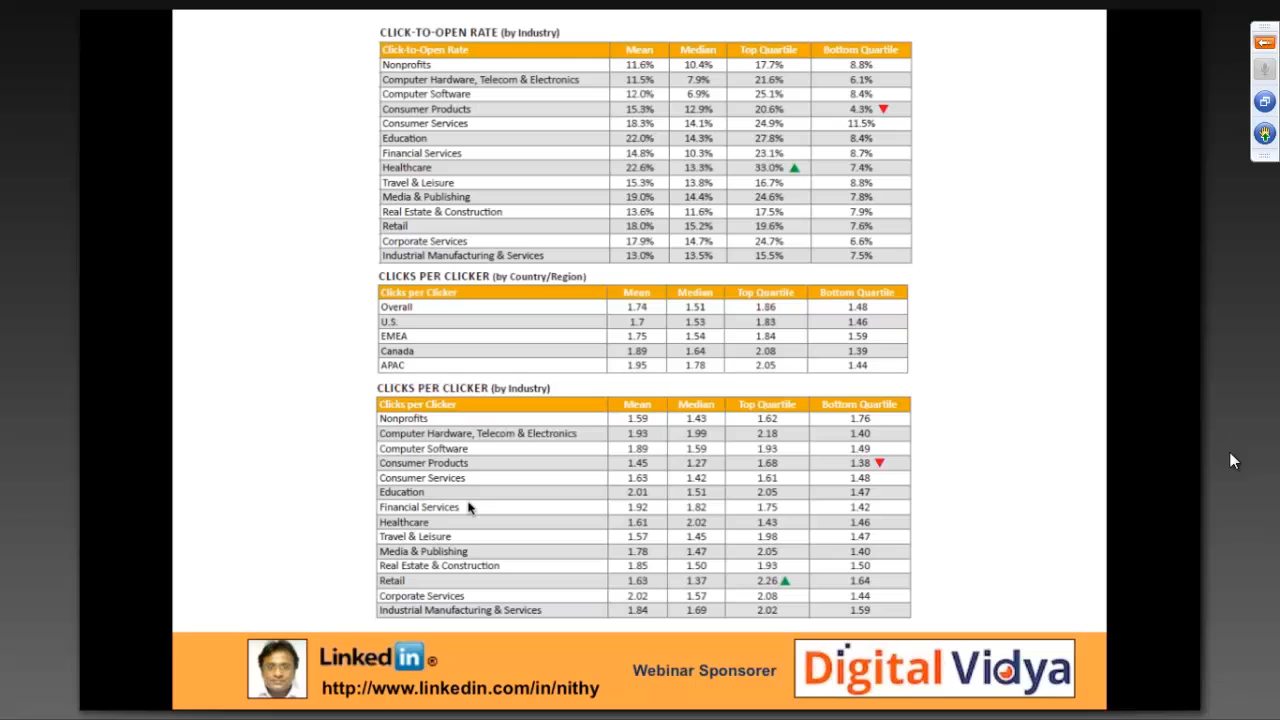 CLICK-TO-OPEN RATE (by Industry)
Click-to-Open Rate Mean Median Top Quartile Bottom Quartile
Nonprofits 11.6% 10.4% 17.7% 8.8%
Computer Hardware, Telecom & Electronics 11.5% 7.9% 21.6% 6.1%
Computer Software 12.0% 6.9% 25.1% 8.4%
Consumer Products 15.3% 12.9% 20.6% 4.3%
Consumer Services 18.3% 14.1% 24.9% 11.5%
Education 22.0% 14.3% 27.8% 8.4%
Financial Services 14.8% 10.3% 23.1% 8.7%
Healthcare 22.6% 13.3% 33.0% 7.4%
Travel & Leisure 15.3% 13.8% 16.7% 8.8%
Media & Publishing 19.0% 14.4% 24.6% 7.8%
Real Estate & Construction 13.6% 11.6% 17.5% 7.9%
Retail 18.0% 15.2% 19.6% 7.6%
Corporate Services 17.9% 14.7% 24.7% 6.6%
Industrial Manufacturing & Services 13.0% 13.5% 15.5% 7.5%
CLICKS PER CLICKER (by Country/Region)
Clicks per Clicker Mean Median Top Quartile Bottom Quartile
Overall 1.74 1.51 1.86 1.48
U.S. 1.7 1.53 1.83 1.46
EMEA 1.75 1.54 1.84 1.59
Canada 1.89 1.64 2.08 1.39
APAC 1.95 1.78 2.05 1.44
CLICKS PER CLICKER (by Industry)
Clicks per Clicker Mean Median Top Quartile Bottom Quartile
Nonprofits 1.59 1.43 1.62 1.76
Computer Hardware, Telecom & Electronics 1.93 1.99 2.18 1.40
Computer Software 1.89 1.59 1.93 1.49
Consumer Products 1.45 1.27 1.68 1.38
Consumer Services 1.63 1.42 1.61 1.48
Education 2.01 1.51 2.05 1.47
Financial Services 1.92 1.82 1.75 1.42
Healthcare 1.61 2.02 1.43 1.46
Travel & Leisure 1.57 1.45 1.98 1.47
Media & Publishing 1.78 1.47 2.05 1.40
Real Estate & Construction 1.85 1.50 1.93 1.50
Retail 1.63 1.37 2.26 1.64
Corporate Services 2.02 1.57 2.08 1.44
Industrial Manufacturing & Services 1.84 1.69 2.02 1.59
Linked in ®
http://www.linkedin.com/in/nithy
Webinar Sponsorer
Digital Vidya